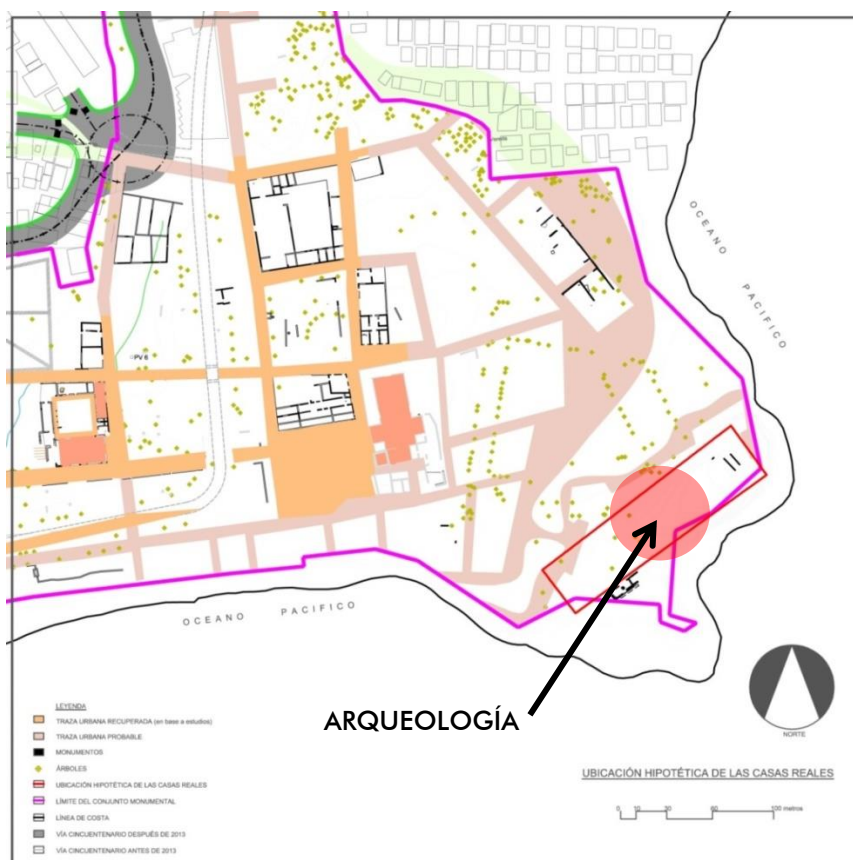 OCEANO PACIFICO
PV 6
OCEANO PACIFICO
ARQUEOLOGÍA
NORTE
UBICACIÓN HIPOTÉTICA DE LAS CASAS REALES
0 10 30 60 100 metros
LEYENDA
TRAZA URBANA RECUPERADA (en base a estudios)
TRAZA URBANA PROBABLE
MONUMENTOS
ÁRBOLES
UBICACIÓN HIPOTÉTICA DE LAS CASAS REALES
LÍMITE DEL CONJUNTO MONUMENTAL
LÍNEA DE COSTA
VÍA CINCUENTENARIO DESPUÉS DE 2013
VÍA CINCUENTENARIO ANTES DE 2013